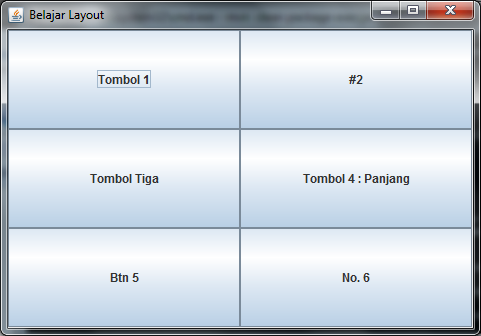 Belajar Layout
Tombol 1
#2
Tombol Tiga
Tombol 4 : Panjang
Btn 5
No. 6